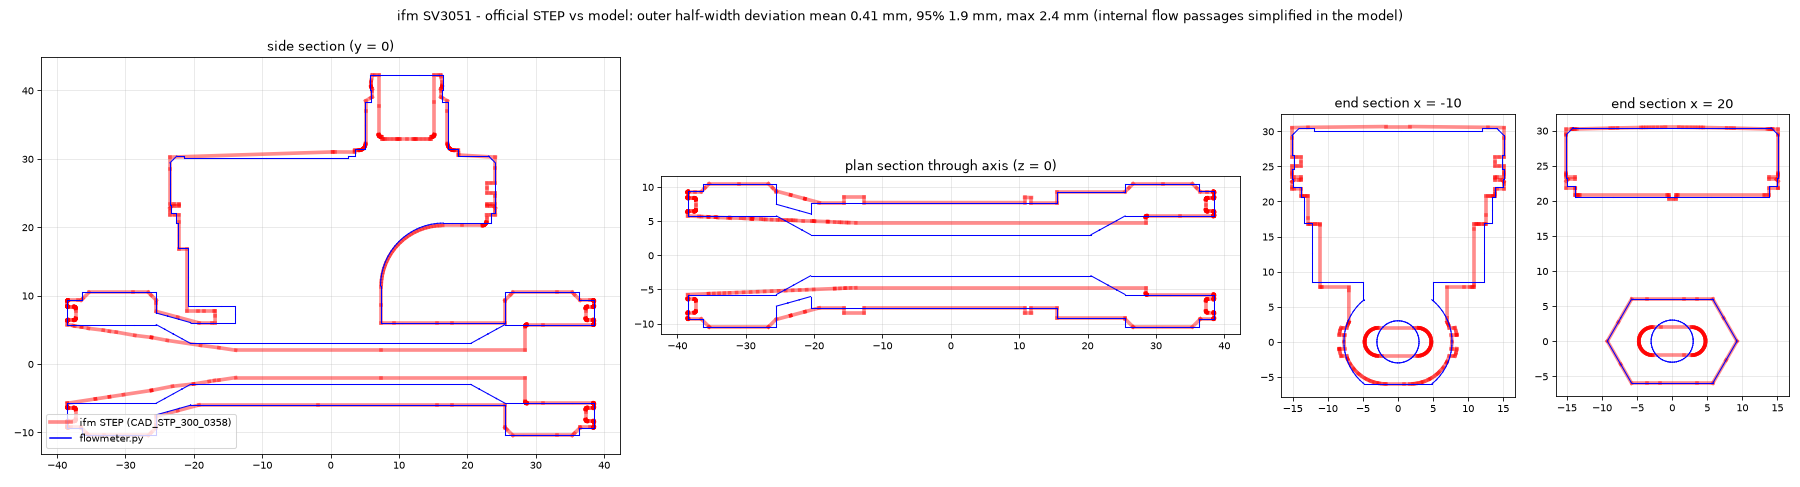 ifm SV3051 - official STEP vs model: outer half-width deviation mean 0.41 mm, 95% 1.9 mm, max 2.4 mm (internal flow passages simplified in the model)
side section (y = 0)
40
30
20
10
0
−10
−40 −30 −20 −10 0 10 20 30 40
ifm STEP (CAD_STP_300_0358)
flowmeter.py
plan section through axis (z = 0)
10
5
0
−5
−10
−40 −30 −20 −10 0 10 20 30 40
end section x = -10
30
25
20
15
10
5
0
−5
−15 −10 −5 0 5 10 15
end section x = 20
30
25
20
15
10
5
0
−5
−15 −10 −5 0 5 10 15